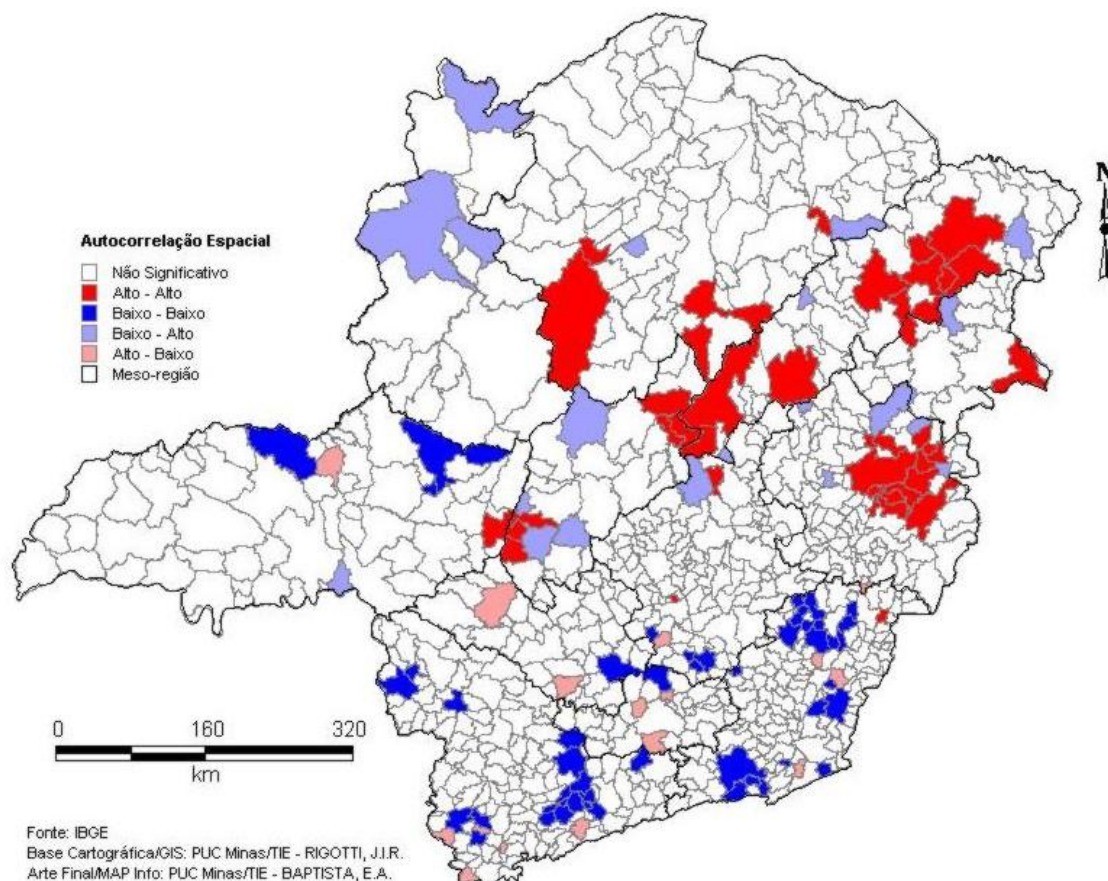 N
Autocorrelação Espacial
Não Significativo
Alto - Alto
Baixo - Baixo
Baixo - Alto
Alto - Baixo
Meso-região
0 160 320
km
Fonte: IBGE
Base Cartográfica/GIS: PUC Minas/TIE - RIGOTTI, J.I.R.
Arte Final/MAP Info: PUC Minas/TIE - BAPTISTA, E.A.